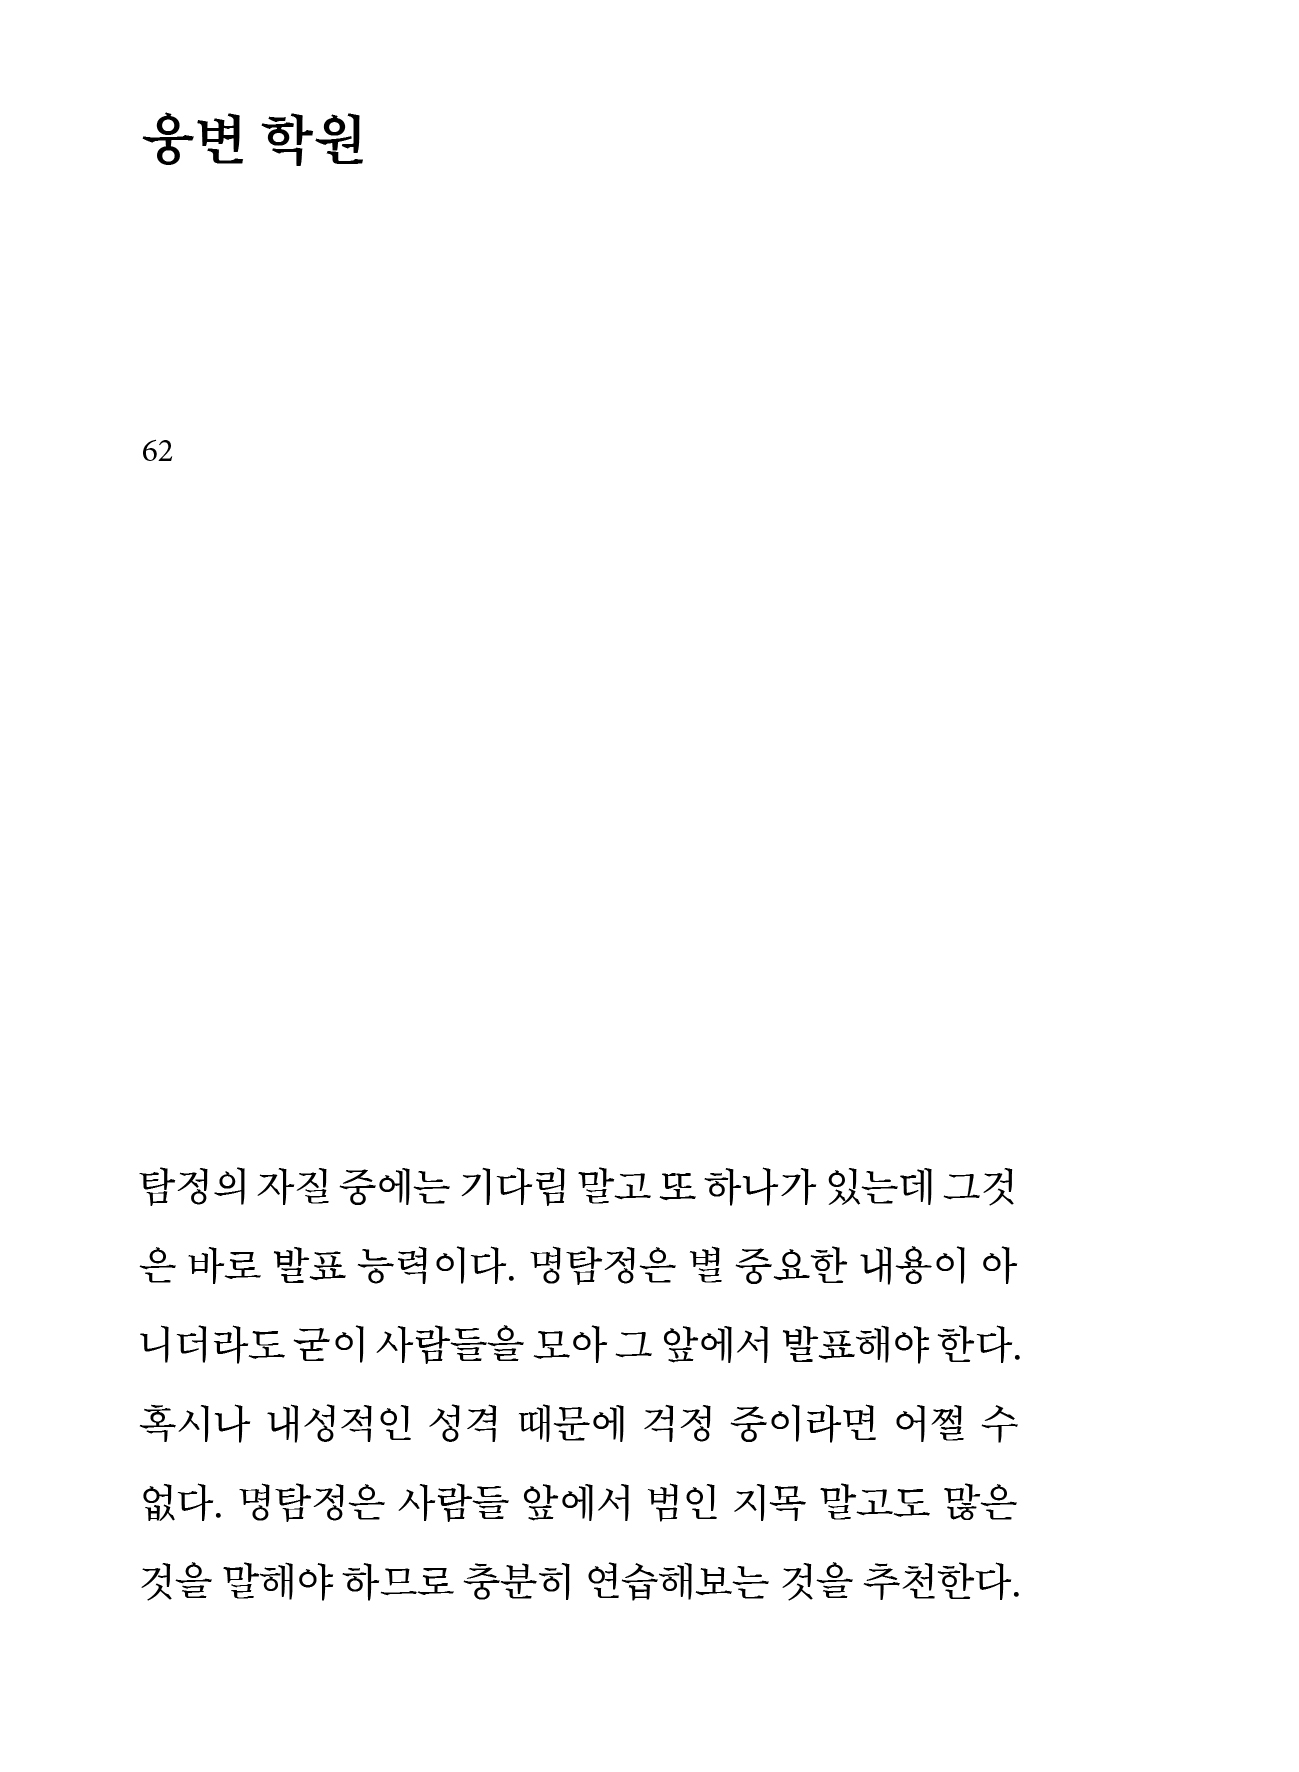 웅변 학원
62
탐정의 자질 중에는 기다림 말고 또 하나가 있는데 그것
은 바로 발표 능력이다. 명탐정은 별 중요한 내용이 아
니더라도 굳이 사람들을 모아 그 앞에서 발표해야 한다.
혹시나 내성적인 성격 때문에 걱정 중이라면 어쩔 수
없다. 명탐정은 사람들 앞에서 범인 지목 말고도 많은
것을 말해야 하므로 충분히 연습해보는 것을 추천한다.